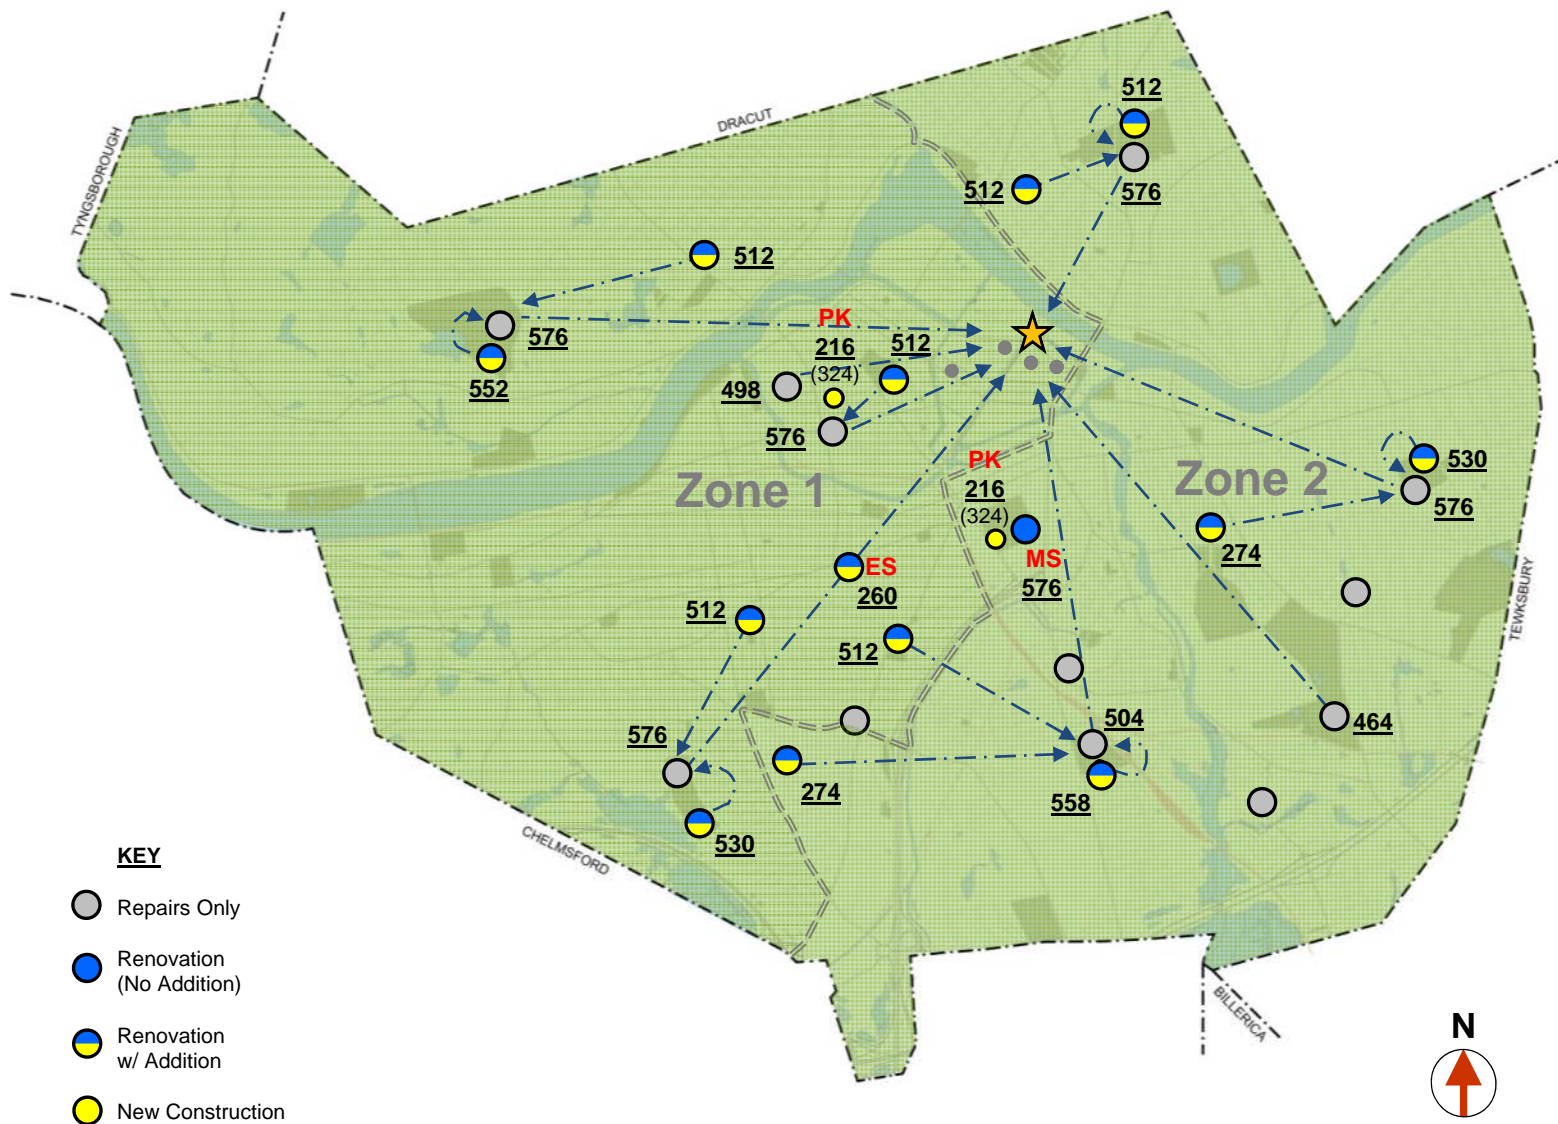 512
DRACUT
TYNGSBOROUGH
576
512
512
PK
576
216
512
(324)
552
498
576
PK
530
Zone 1
Zone 2
216
576
(324)
274
ES
MS
260
576
512
512
TEWKSBURY
504
464
576
274
558
530
CHELMSFORD
BILLERICA
N
KEY
Repairs Only
Renovation
(No Addition)
Renovation
w/ Addition
New Construction